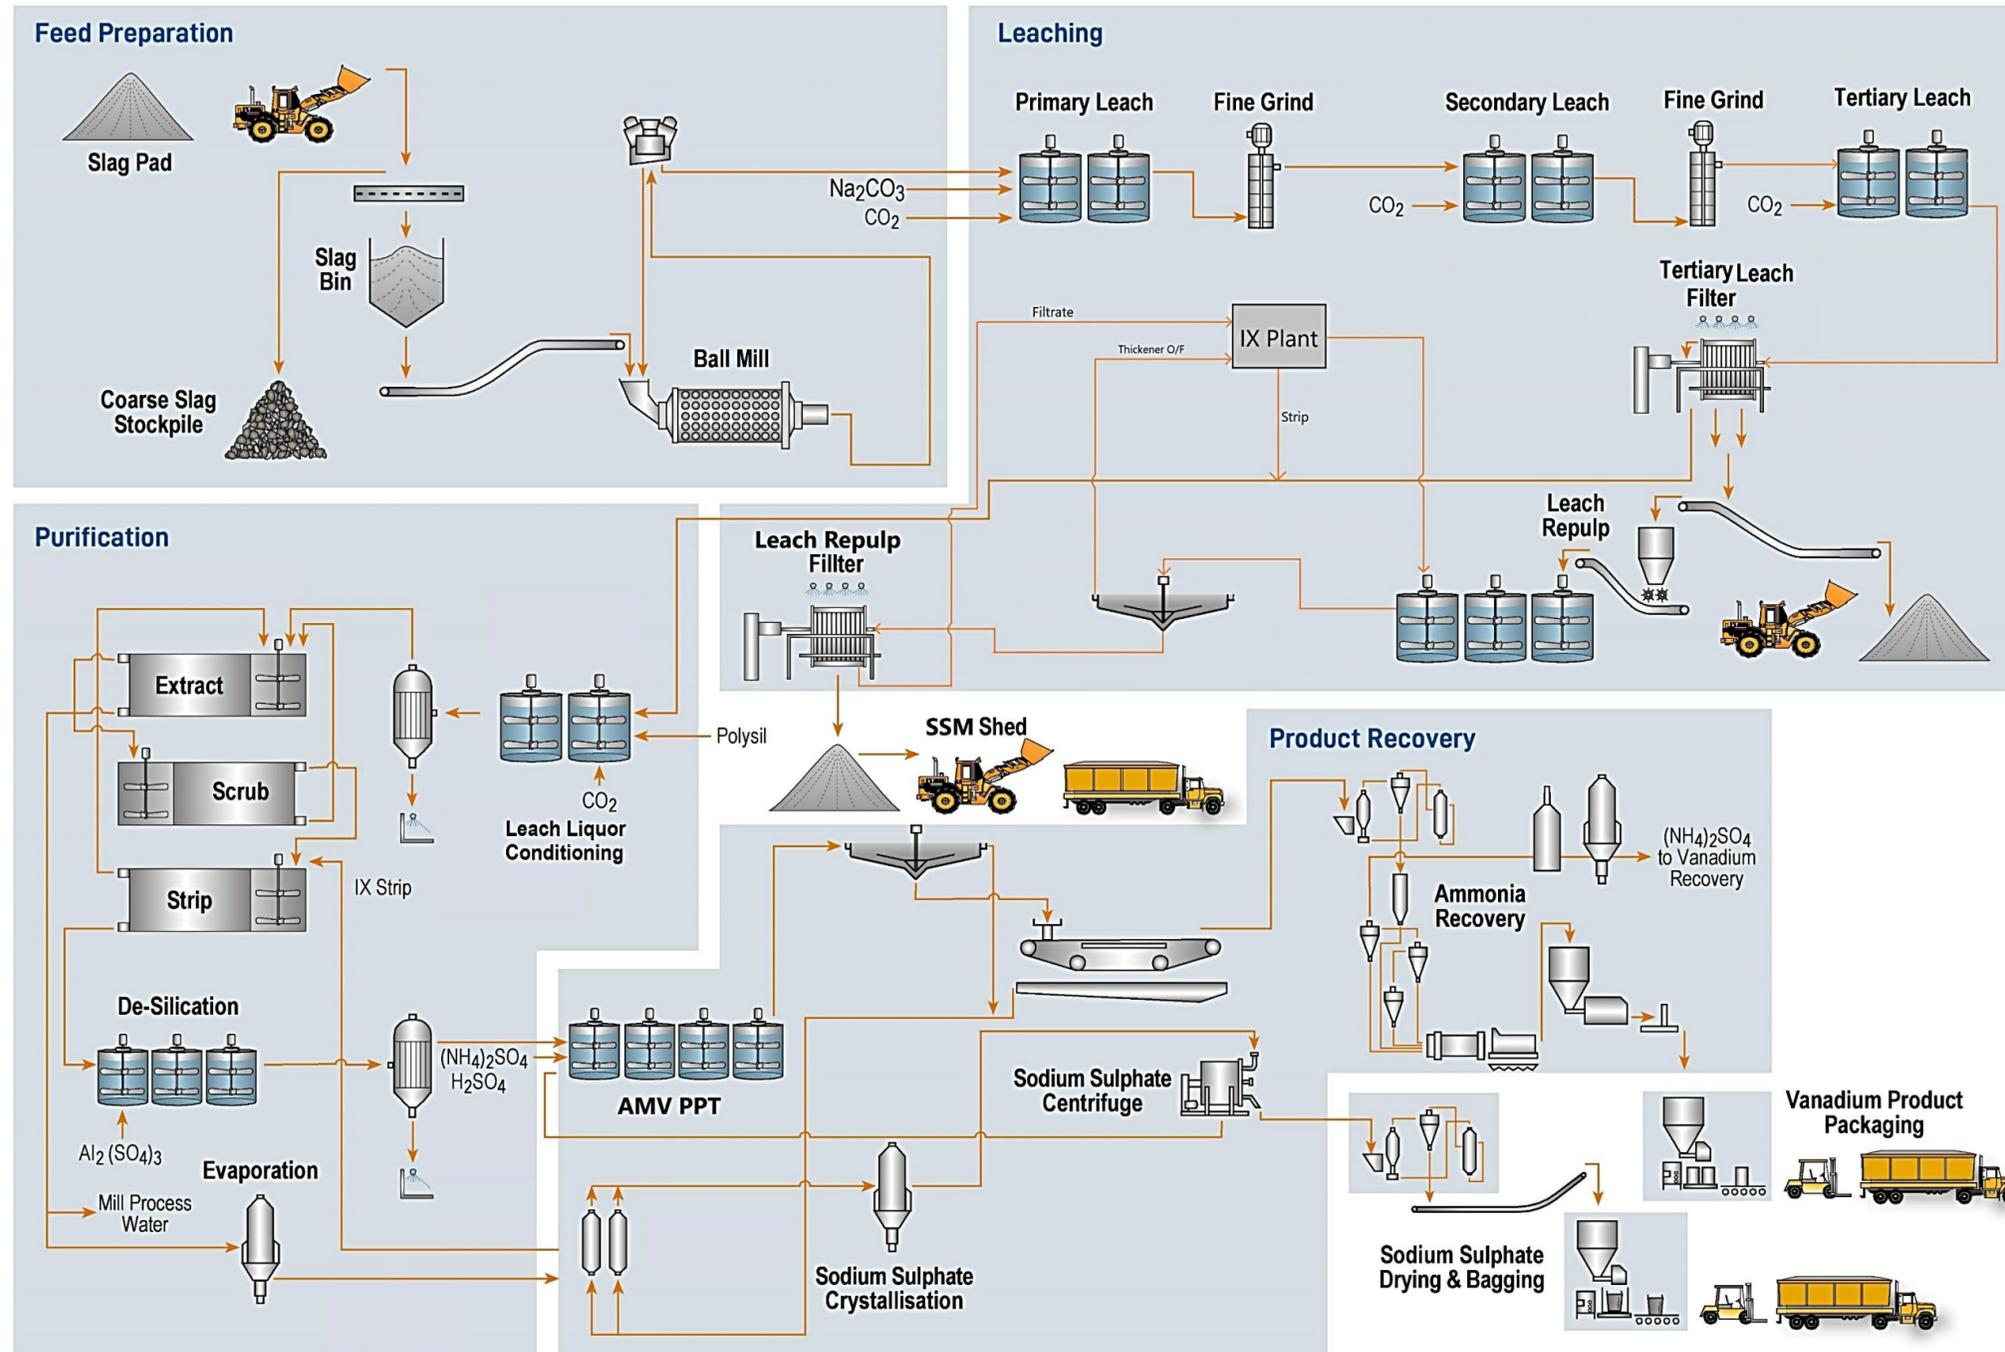 Feed Preparation
Slag Pad
Slag
Bin
Coarse Slag
Stockpile
Ball Mill
Leaching
Primary Leach
Fine Grind
Secondary Leach
Fine Grind
Tertiary Leach
Na2CO3
CO2
CO2
CO2
Tertiary Leach
Filter
Filtrate
Thickener O/F
IX Plant
Strip
Leach
Repulp
Leach Repulp
Fillter
SSM Shed
Purification
Extract
Scrub
Strip
IX Strip
Polysil
CO2
Leach Liquor
Conditioning
De-Silication
Al2 (SO4)3
(NH4)2SO4
H2SO4
Evaporation
Mill Process
Water
AMV PPT
Sodium Sulphate
Centrifuge
Sodium Sulphate
Crystallisation
Product Recovery
(NH4)2SO4
to Vanadium
Recovery
Ammonia
Recovery
Vanadium Product
Packaging
Sodium Sulphate
Drying & Bagging